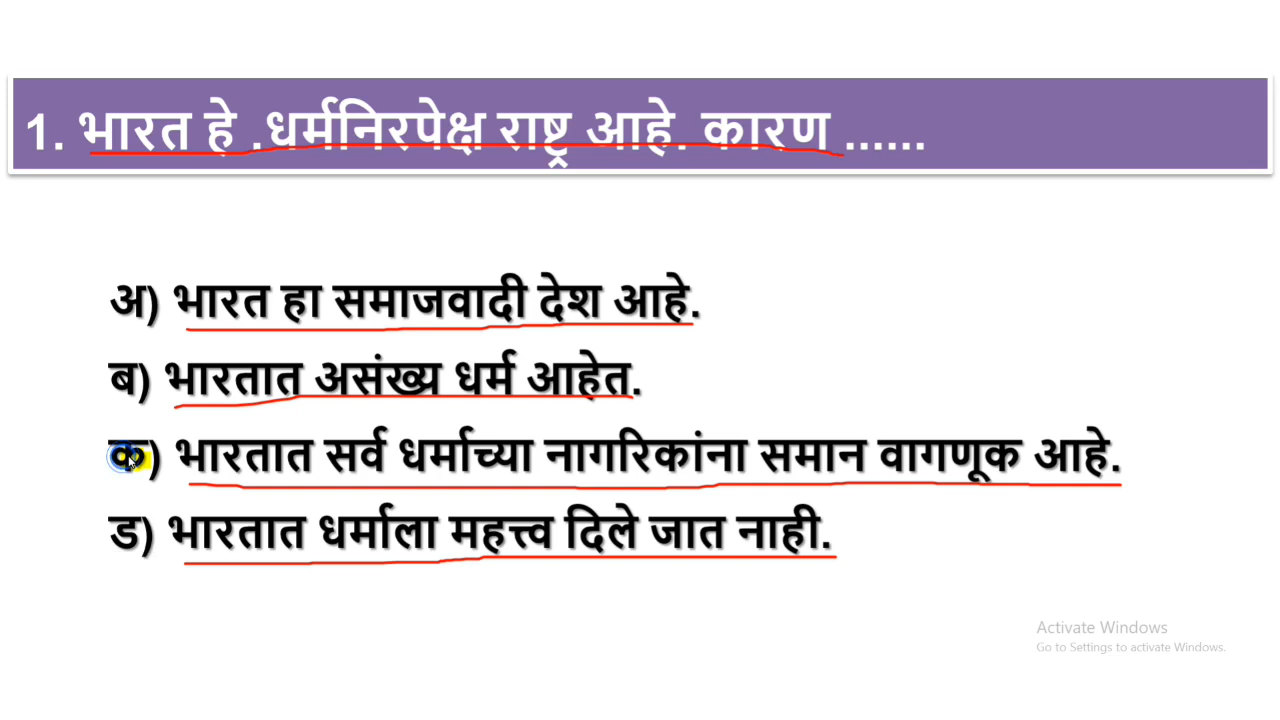 1. भारत हे .धर्मनिरपेक्ष राष्ट्र आहे. कारण ......
अ) भारत हा समाजवादी देश आहे.
ब) भारतात असंख्य धर्म आहेत.
क) भारतात सर्व धर्माच्या नागरिकांना समान वागणूक आहे.
ड) भारतात धर्माला महत्त्व दिले जात नाही.
Activate Windows
Go to Settings to activate Windows.